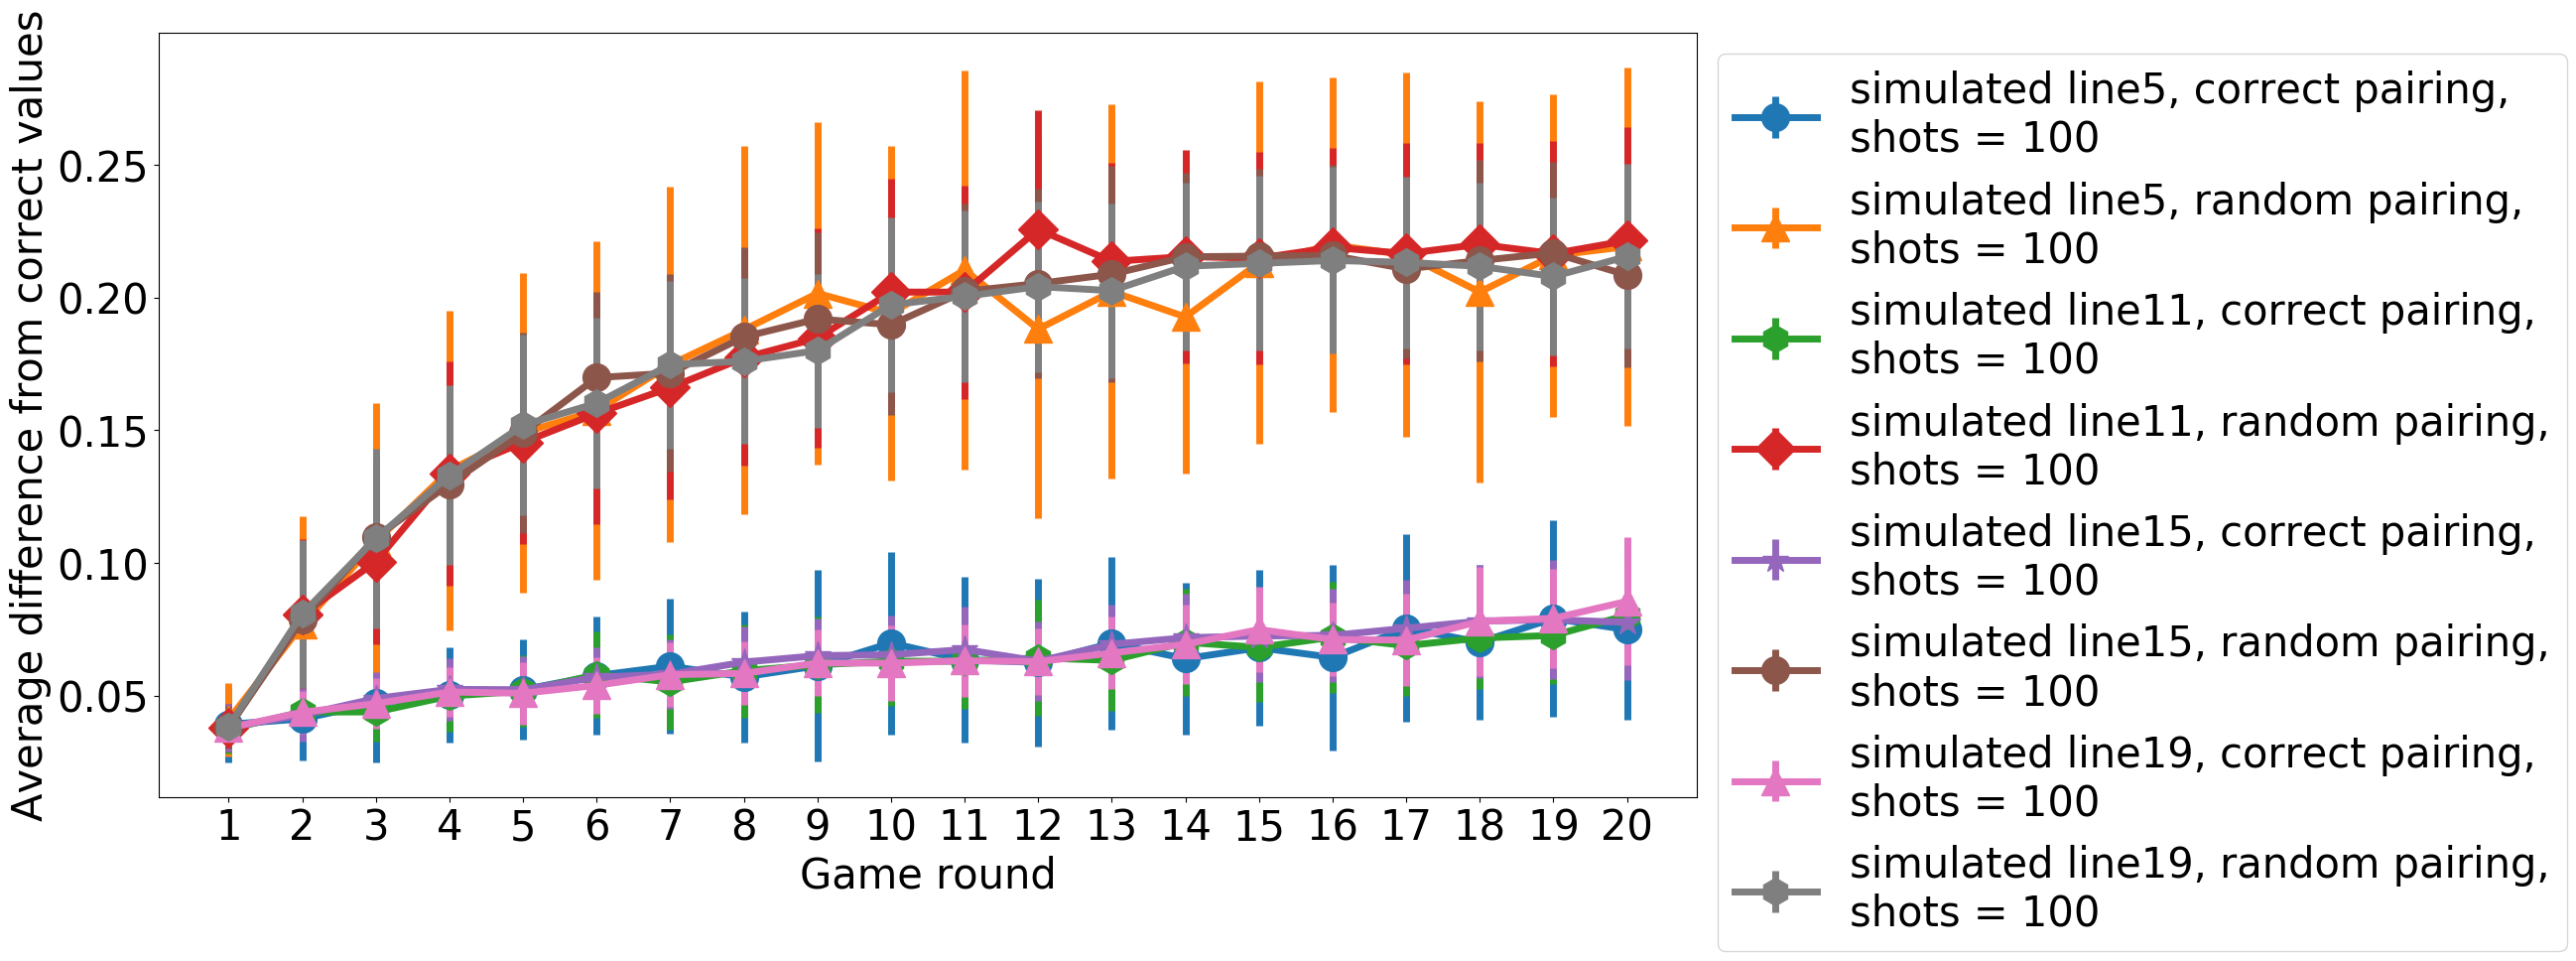 Average difference from correct values
0.25
0.20
0.15
0.10
0.05
1 2 3 4 5 6 7 8 9 10 11 12 13 14 15 16 17 18 19 20
Game round
simulated line5, correct pairing,
shots = 100
simulated line5, random pairing,
shots = 100
simulated line11, correct pairing,
shots = 100
simulated line11, random pairing,
shots = 100
simulated line15, correct pairing,
shots = 100
simulated line15, random pairing,
shots = 100
simulated line19, correct pairing,
shots = 100
simulated line19, random pairing,
shots = 100